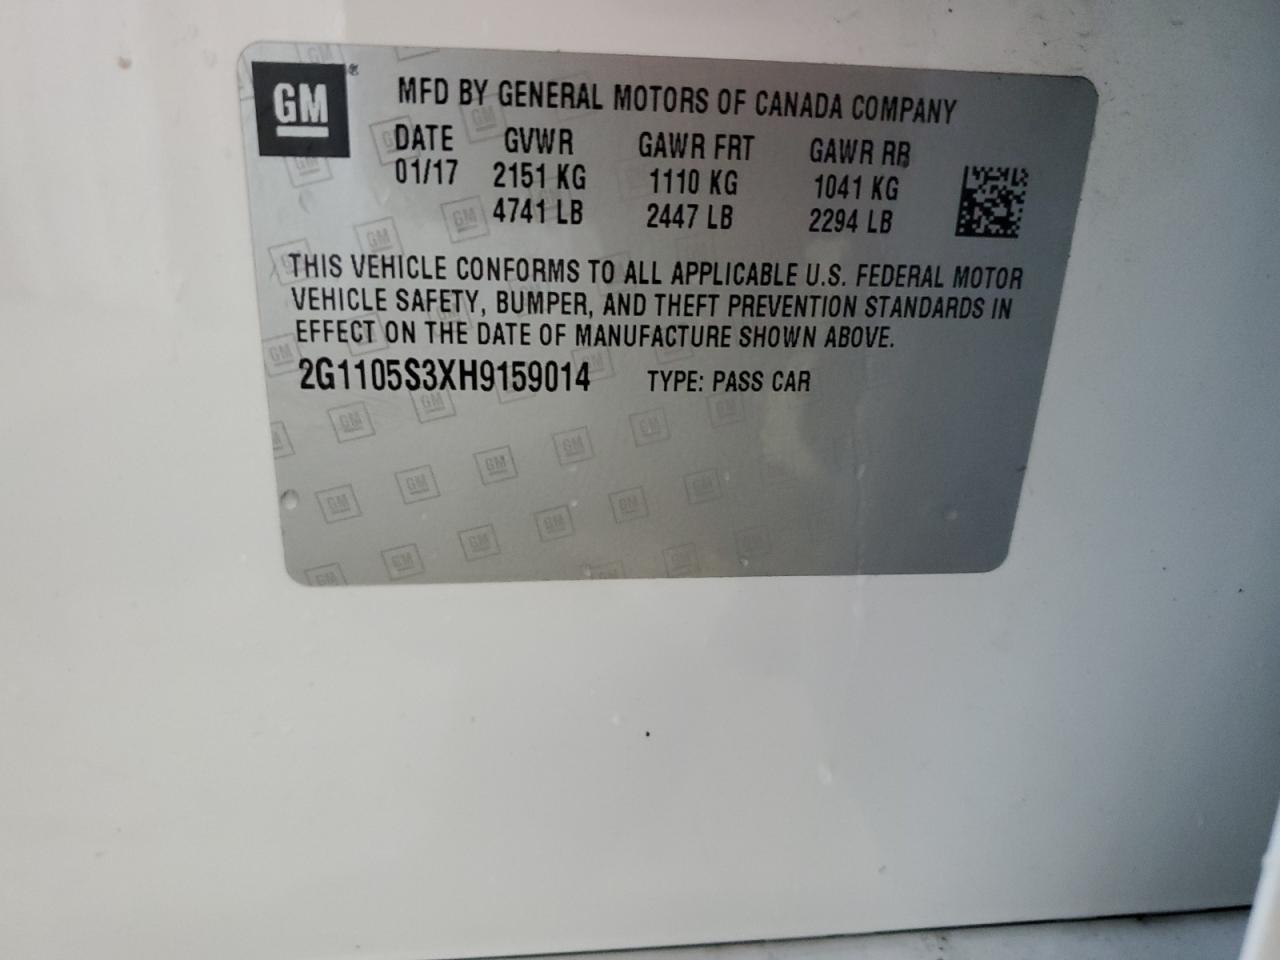 GM ®
MFD BY GENERAL MOTORS OF CANADA COMPANY
DATE GVWR GAWR FRT GAWR RR
01/17 2151 KG 1110 KG 1041 KG
4741 LB 2447 LB 2294 LB
THIS VEHICLE CONFORMS TO ALL APPLICABLE U.S. FEDERAL MOTOR
VEHICLE SAFETY, BUMPER, AND THEFT PREVENTION STANDARDS IN
EFFECT ON THE DATE OF MANUFACTURE SHOWN ABOVE.
2G1105S3XH9159014 TYPE: PASS CAR